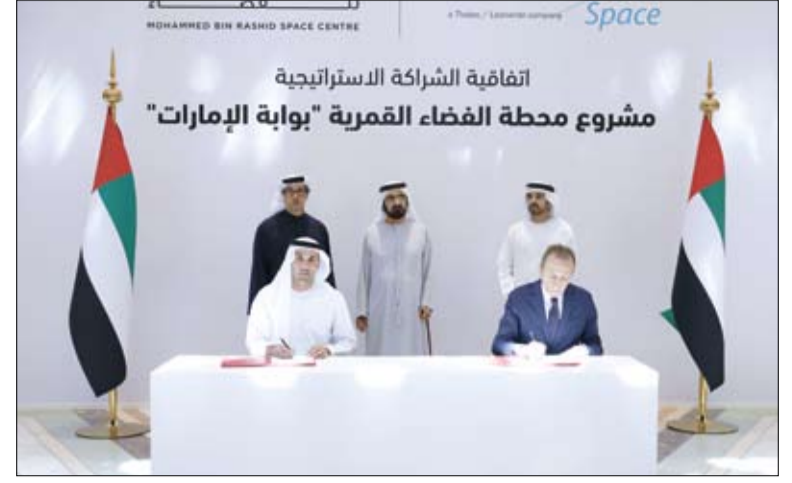 MOHAMMED BIN RASHID SPACE CENTRE
a Thales / Leonardo company
Space
اتفاقية الشراكة الاستراتيجية
مشروع محطة الفضاء القمرية "بوابة الإمارات"